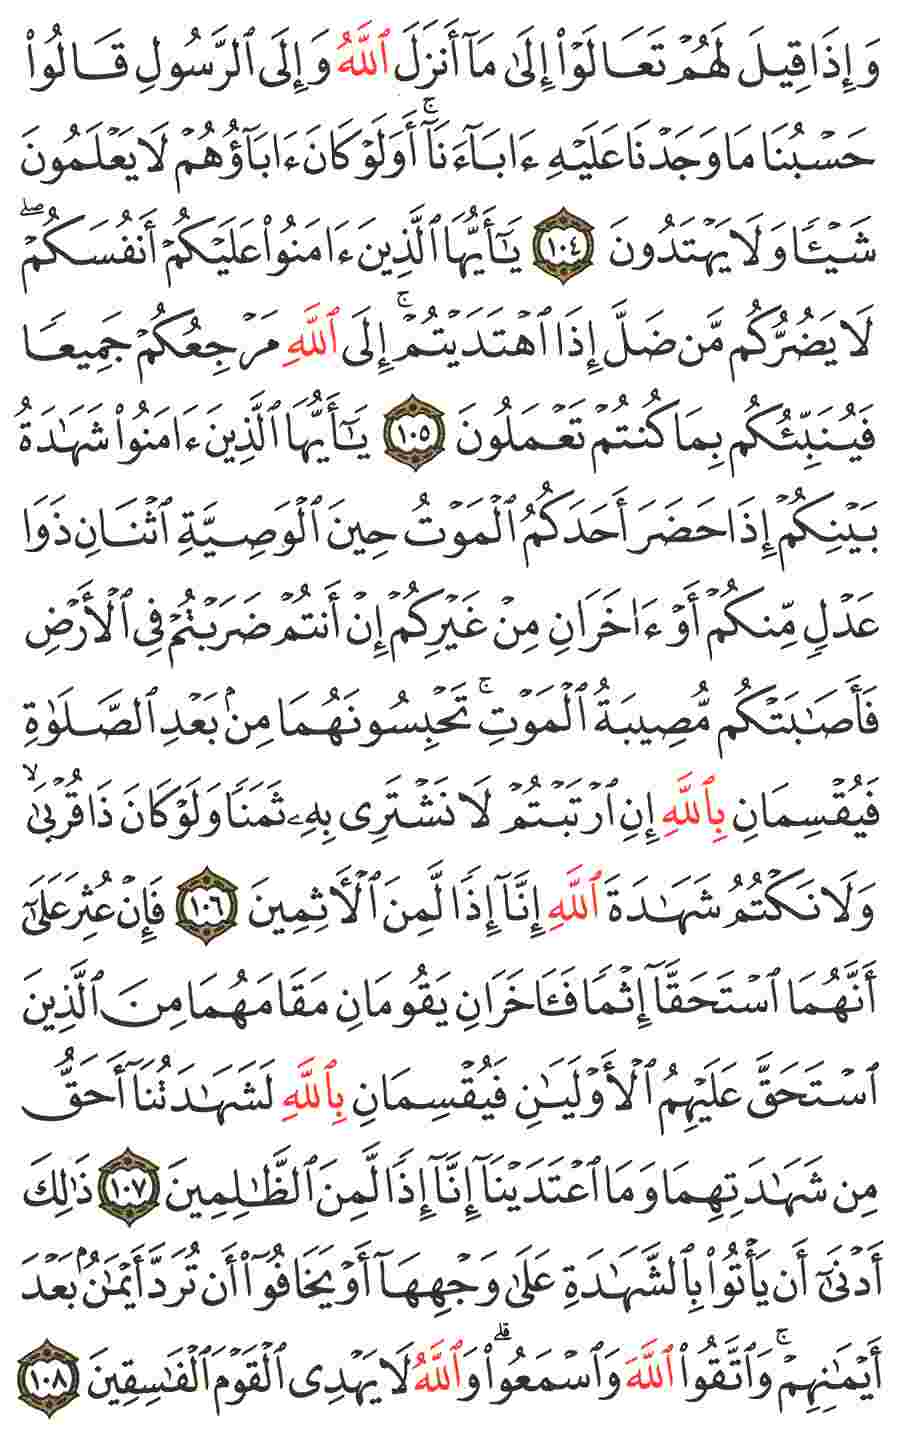 وَإِذَا قِيلَ لَهُمۡ تَعَالَوۡاْ إِلَىٰ مَآ أَنزَلَ ٱللَّهُ وَإِلَى ٱلرَّسُولِ قَالُواْ
حَسۡبُنَا مَا وَجَدۡنَا عَلَيۡهِ ءَابَآءَنَآۚ أَوَلَوۡ كَانَ ءَابَآؤُهُمۡ لَا يَعۡلَمُونَ
شَيۡـٔٗا وَلَا يَهۡتَدُونَ ١٠٤ يَـٰٓأَيُّهَا ٱلَّذِينَ ءَامَنُواْ عَلَيۡكُمۡ أَنفُسَكُمۡۖ
لَا يَضُرُّكُم مَّن ضَلَّ إِذَا ٱهۡتَدَيۡتُمۡۚ إِلَى ٱللَّهِ مَرۡجِعُكُمۡ جَمِيعٗا
فَيُنَبِّئُكُم بِمَا كُنتُمۡ تَعۡمَلُونَ ١٠٥ يَـٰٓأَيُّهَا ٱلَّذِينَ ءَامَنُواْ شَهَٰدَةُ
بَيۡنِكُمۡ إِذَا حَضَرَ أَحَدَكُمُ ٱلۡمَوۡتُ حِينَ ٱلۡوَصِيَّةِ ٱثۡنَانِ ذَوَا
عَدۡلٖ مِّنكُمۡ أَوۡ ءَاخَرَانِ مِنۡ غَيۡرِكُمۡ إِنۡ أَنتُمۡ ضَرَبۡتُمۡ فِي ٱلۡأَرۡضِ
فَأَصَٰبَتۡكُم مُّصِيبَةُ ٱلۡمَوۡتِۚ تَحۡبِسُونَهُمَا مِنۢ بَعۡدِ ٱلصَّلَوٰةِ
فَيُقۡسِمَانِ بِٱللَّهِ إِنِ ٱرۡتَبۡتُمۡ لَا نَشۡتَرِي بِهِۦ ثَمَنٗا وَلَوۡ كَانَ ذَا قُرۡبَىٰۙ
وَلَا نَكۡتُمُ شَهَٰدَةَ ٱللَّهِ إِنَّآ إِذٗا لَّمِنَ ٱلۡأٓثِمِينَ ١٠٦ فَإِنۡ عُثِرَ عَلَىٰٓ
أَنَّهُمَا ٱسۡتَحَقَّآ إِثۡمٗا فَـَٔاخَرَانِ يَقُومَانِ مَقَامَهُمَا مِنَ ٱلَّذِينَ
ٱسۡتَحَقَّ عَلَيۡهِمُ ٱلۡأَوۡلَيَٰنِ فَيُقۡسِمَانِ بِٱللَّهِ لَشَهَٰدَتُنَآ أَحَقُّ
مِن شَهَٰدَتِهِمَا وَمَا ٱعۡتَدَيۡنَآ إِنَّآ إِذٗا لَّمِنَ ٱلظَّٰلِمِينَ ١٠٧ ذَٰلِكَ
أَدۡنَىٰٓ أَن يَأۡتُواْ بِٱلشَّهَٰدَةِ عَلَىٰ وَجۡهِهَآ أَوۡ يَخَافُوٓاْ أَن تُرَدَّ أَيۡمَٰنُۢ بَعۡدَ
أَيۡمَٰنِهِمۡۚ وَٱتَّقُواْ ٱللَّهَ وَٱسۡمَعُواْۗ وَٱللَّهُ لَا يَهۡدِي ٱلۡقَوۡمَ ٱلۡفَٰسِقِينَ ١٠٨